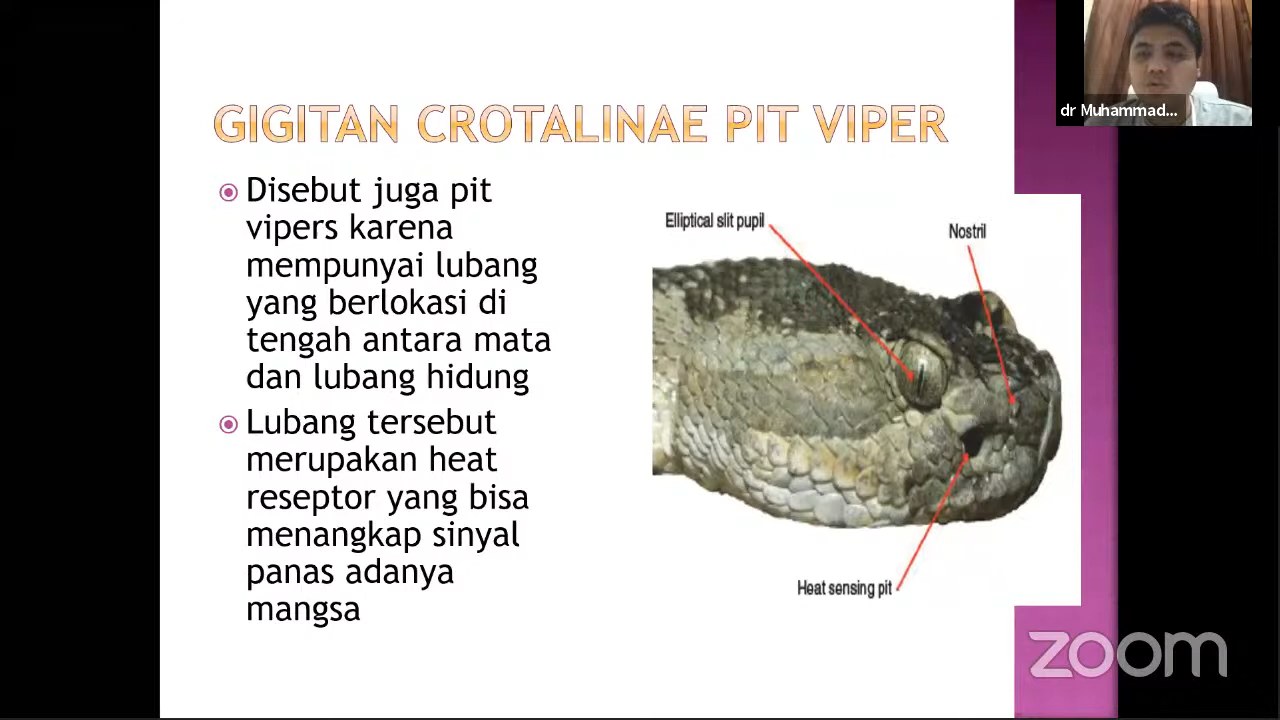 GIGITAN CROTALINAE PIT VIPER
Disebut juga pit
vipers karena
mempunyai lubang
yang berlokasi di
tengah antara mata
dan lubang hidung
Lubang tersebut
merupakan heat
reseptor yang bisa
menangkap sinyal
panas adanya
mangsa
Elliptical slit pupil
Nostril
Heat sensing pit
dr Muhammad...
zoom